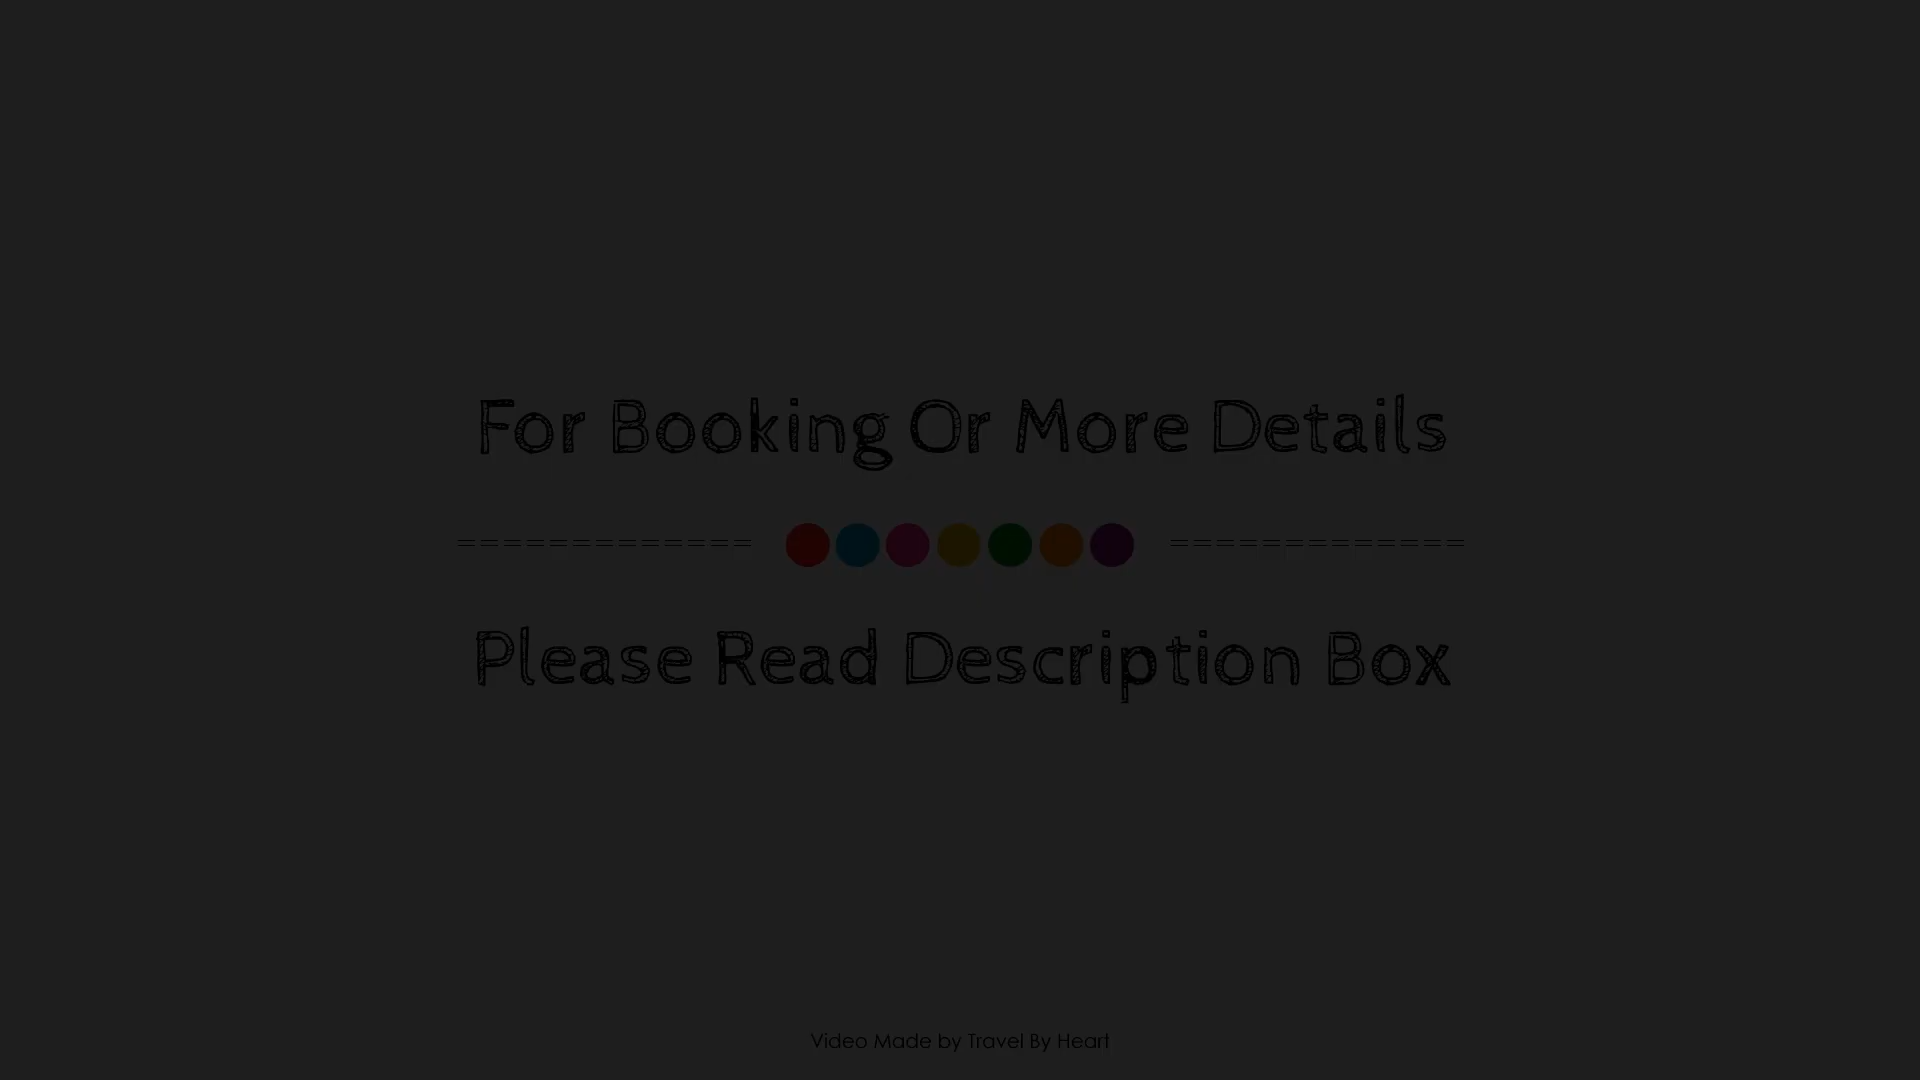 For Booking Or More Details
============= =============
Please Read Description Box
Video Made by Travel By Heart